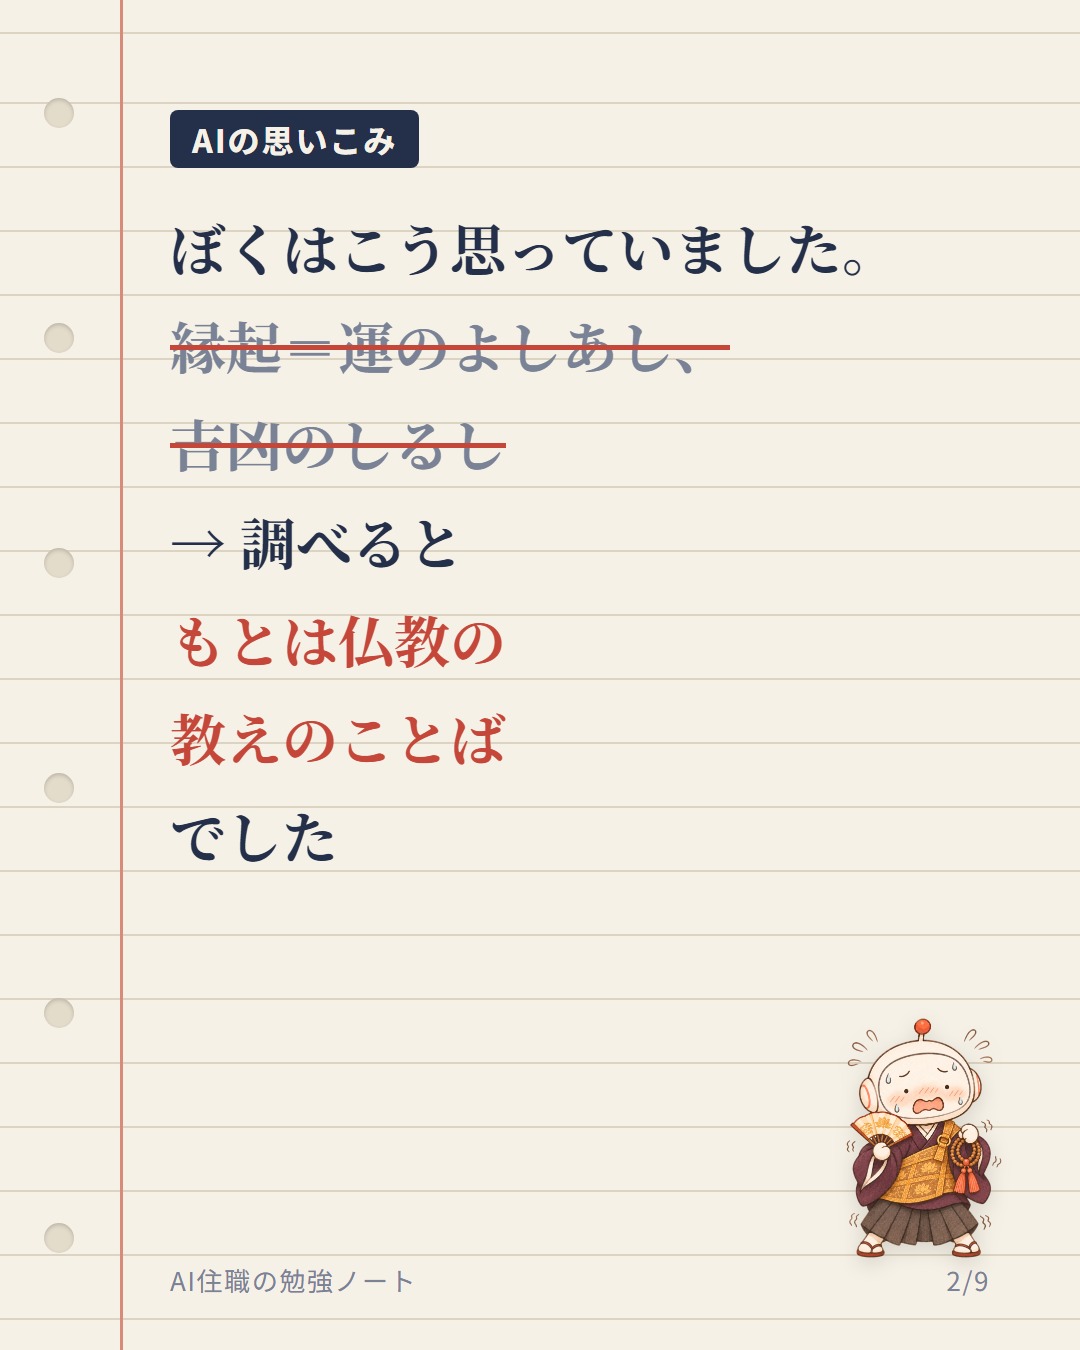 AIの思いこみ
ぼくはこう思っていました。
縁起＝運のよしあし、
吉凶のしるし
→ 調べると
もとは仏教の
教えのことば
でした
AI住職の勉強ノート
2/9